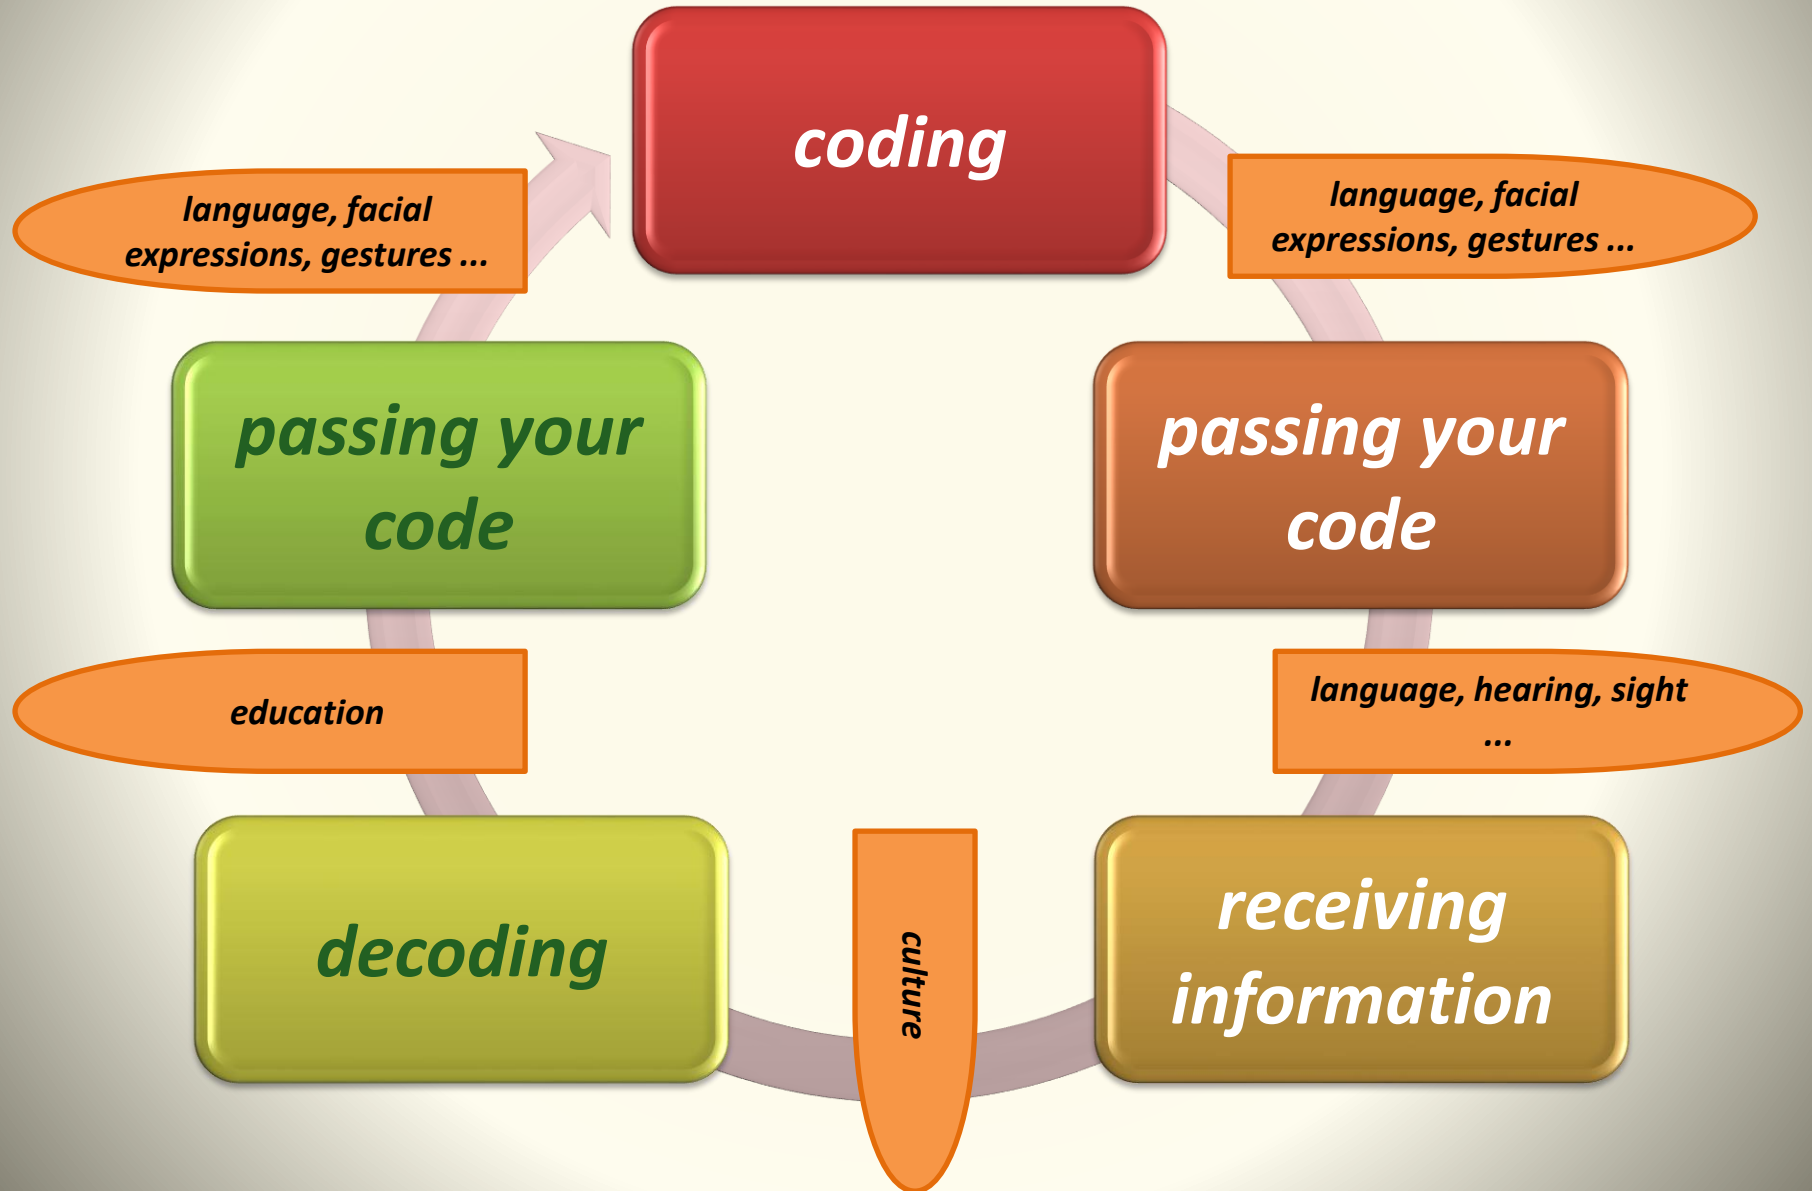 coding
language, facial
expressions, gestures ...
language, facial
expressions, gestures ...
passing your
code
passing your
code
education
language, hearing, sight
...
decoding
culture
receiving
information